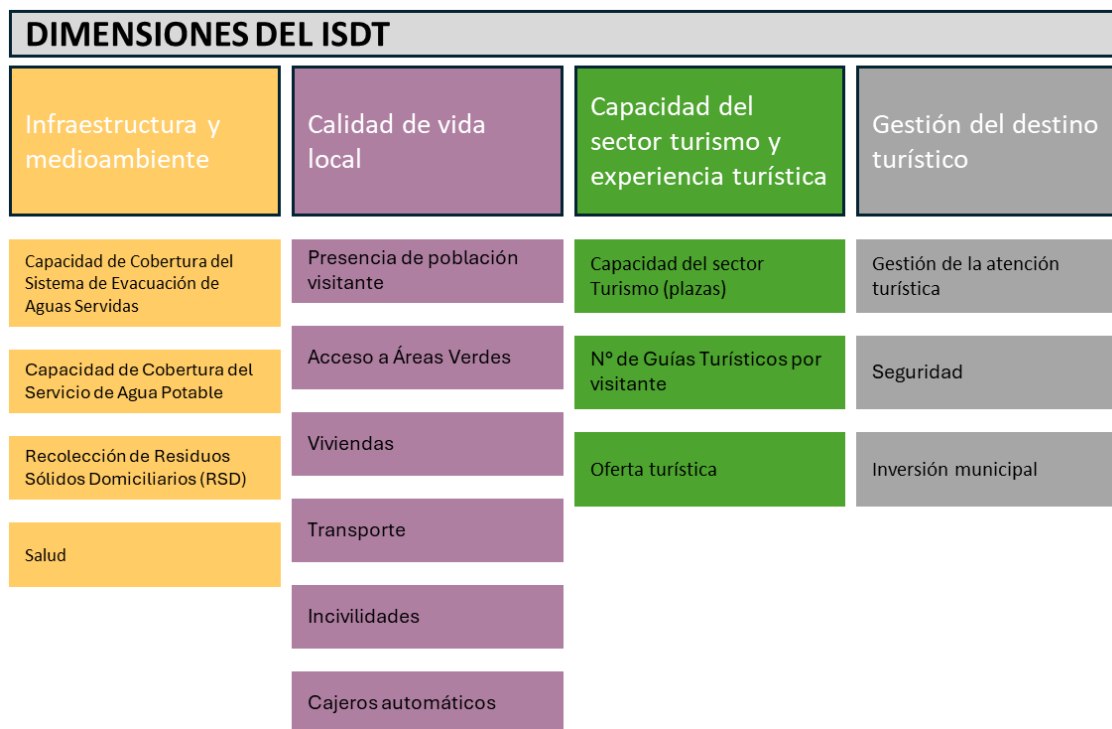 DIMENSIONES DEL ISDT
Infraestructura y
medioambiente
Capacidad de Cobertura del
Sistema de Evacuación de
Aguas Servidas
Capacidad de Cobertura del
Servicio de Agua Potable
Recolección de Residuos
Sólidos Domiciliarios (RSD)
Salud
Calidad de vida
local
Presencia de población
visitante
Acceso a Áreas Verdes
Viviendas
Transporte
Incivilidades
Cajeros automáticos
Capacidad del
sector turismo y
experiencia turística
Capacidad del sector
Turismo (plazas)
N° de Guías Turísticos por
visitante
Oferta turística
Gestión del destino
turístico
Gestión de la atención
turística
Seguridad
Inversión municipal